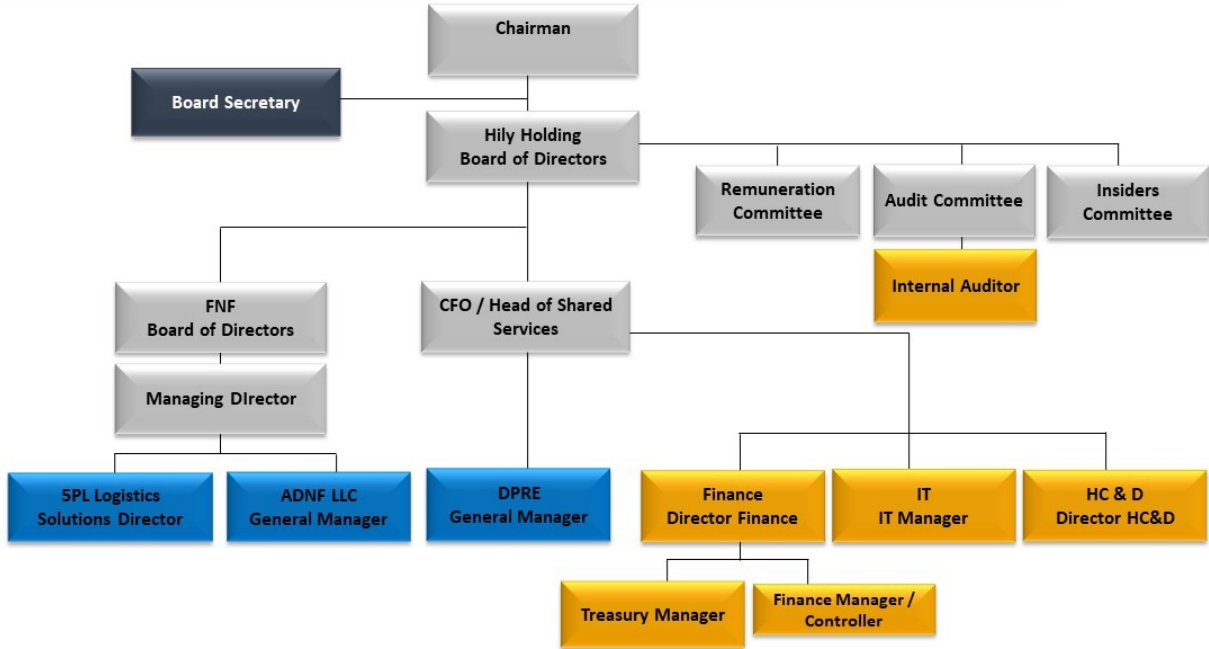 Chairman
Board Secretary
Hily Holding
Board of Directors
Remuneration
Committee
Audit Committee
Insiders
Committee
Internal Auditor
FNF
Board of Directors
CFO / Head of Shared
Services
Managing DIrector
5PL Logistics
Solutions Director
ADNF LLC
General Manager
DPRE
General Manager
Finance
Director Finance
IT
IT Manager
HC & D
Director HC&D
Treasury Manager
Finance Manager /
Controller